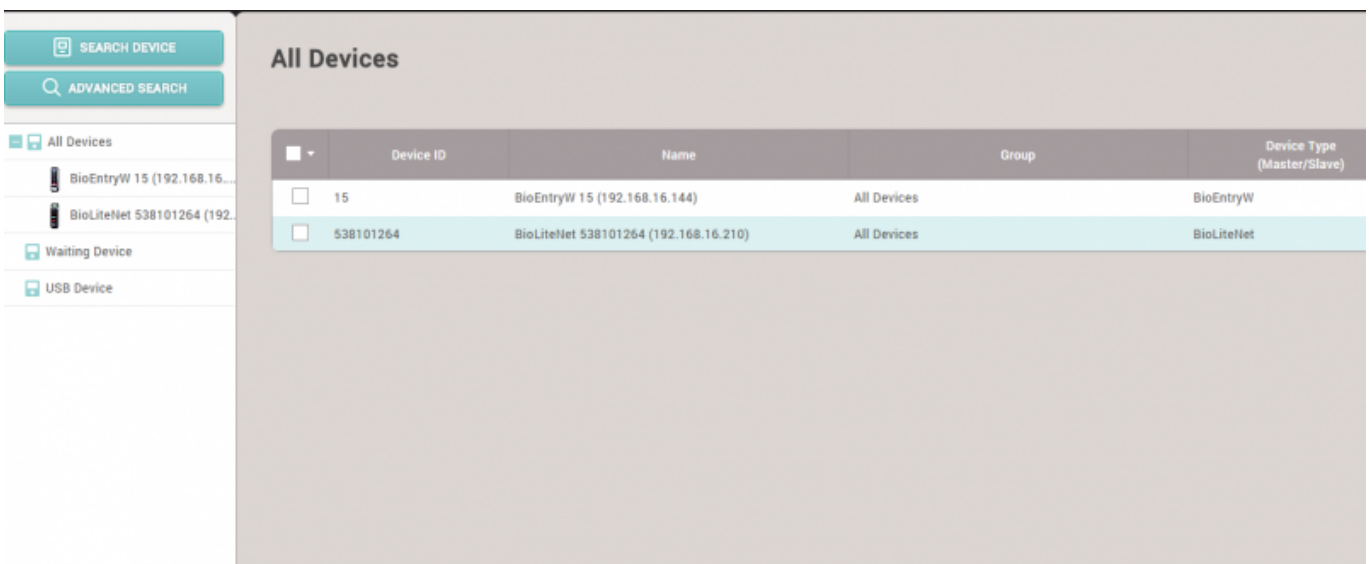 SEARCH DEVICE
ADVANCED SEARCH
All Devices
BioEntryW 15 (192.168.16....
BioLiteNet 538101264 (192..
Waiting Device
USB Device
All Devices
Device ID Name Group Device Type (Master/Slave)
15 BioEntryW 15 (192.168.16.144) All Devices BioEntryW
538101264 BioLiteNet 538101264 (192.168.16.210) All Devices BioLiteNet